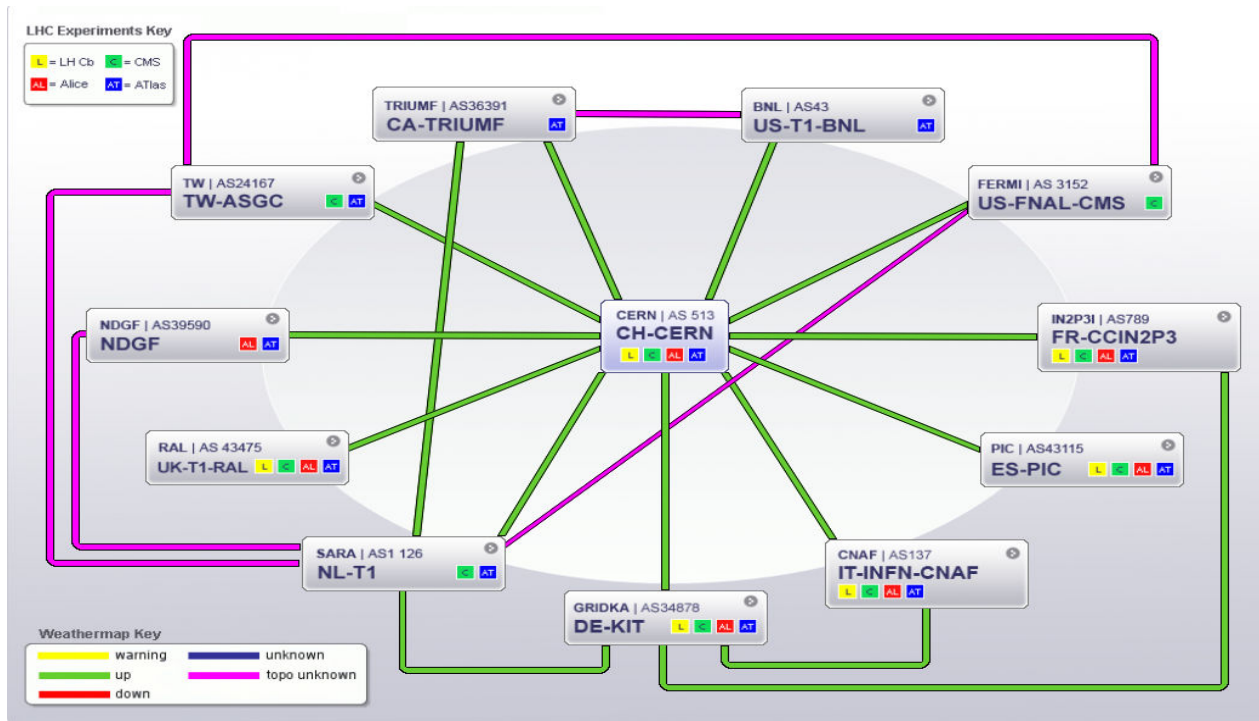 LHC Experiments Key
L = LH Cb C = CMS
AL = Alice AT = ATlas
TRIUMF | AS36391
CA-TRIUMF AT
BNL | AS43
US-T1-BNL AT
TW | AS24167
TW-ASGC C AT
FERMI | AS 3152
US-FNAL-CMS C
CERN | AS 513
CH-CERN
L C AL AT
NDGF | AS39590
NDGF AL AT
IN2P3I | AS789
FR-CCIN2P3
L C AL AT
RAL | AS 43475
UK-T1-RAL L C AL AT
PIC | AS43115
ES-PIC L C AL AT
SARA | AS1 126
NL-T1 C AT
CNAF | AS137
IT-INFN-CNAF
L C AL AT
GRIDKA | AS34878
DE-KIT L C AL AT
Weathermap Key
warning unknown
up topo unknown
down